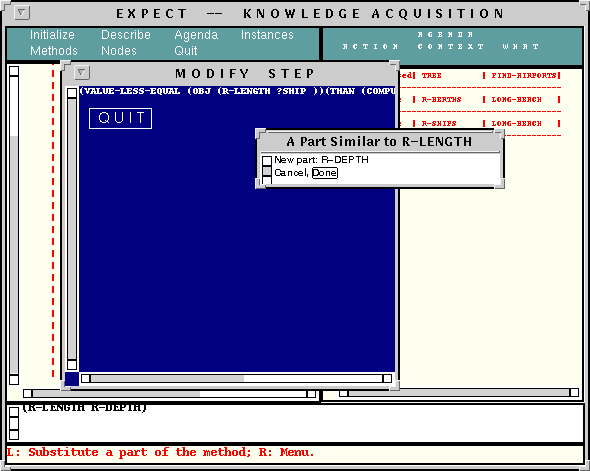 EXPECT -- KNOWLEDGE ACQUISITION
Initialize Describe Agenda Instances
Methods Nodes Quit
AGENDA
ACTION CONTEXT WHAT
MODIFY STEP
(VALUE-LESS-EQUAL (OBJ (R-LENGTH ?SHIP ))(THAN (COMPU
QUIT
ed| TREE | FIND-AIRPORTS|
| R-BERTHS | LONG-BEACH |
| R-SHIPS | LONG-BEACH |
A Part Similar to R-LENGTH
New part: R-DEPTH
Cancel, Done
(R-LENGTH R-DEPTH)
L: Substitute a part of the method; R: Menu.